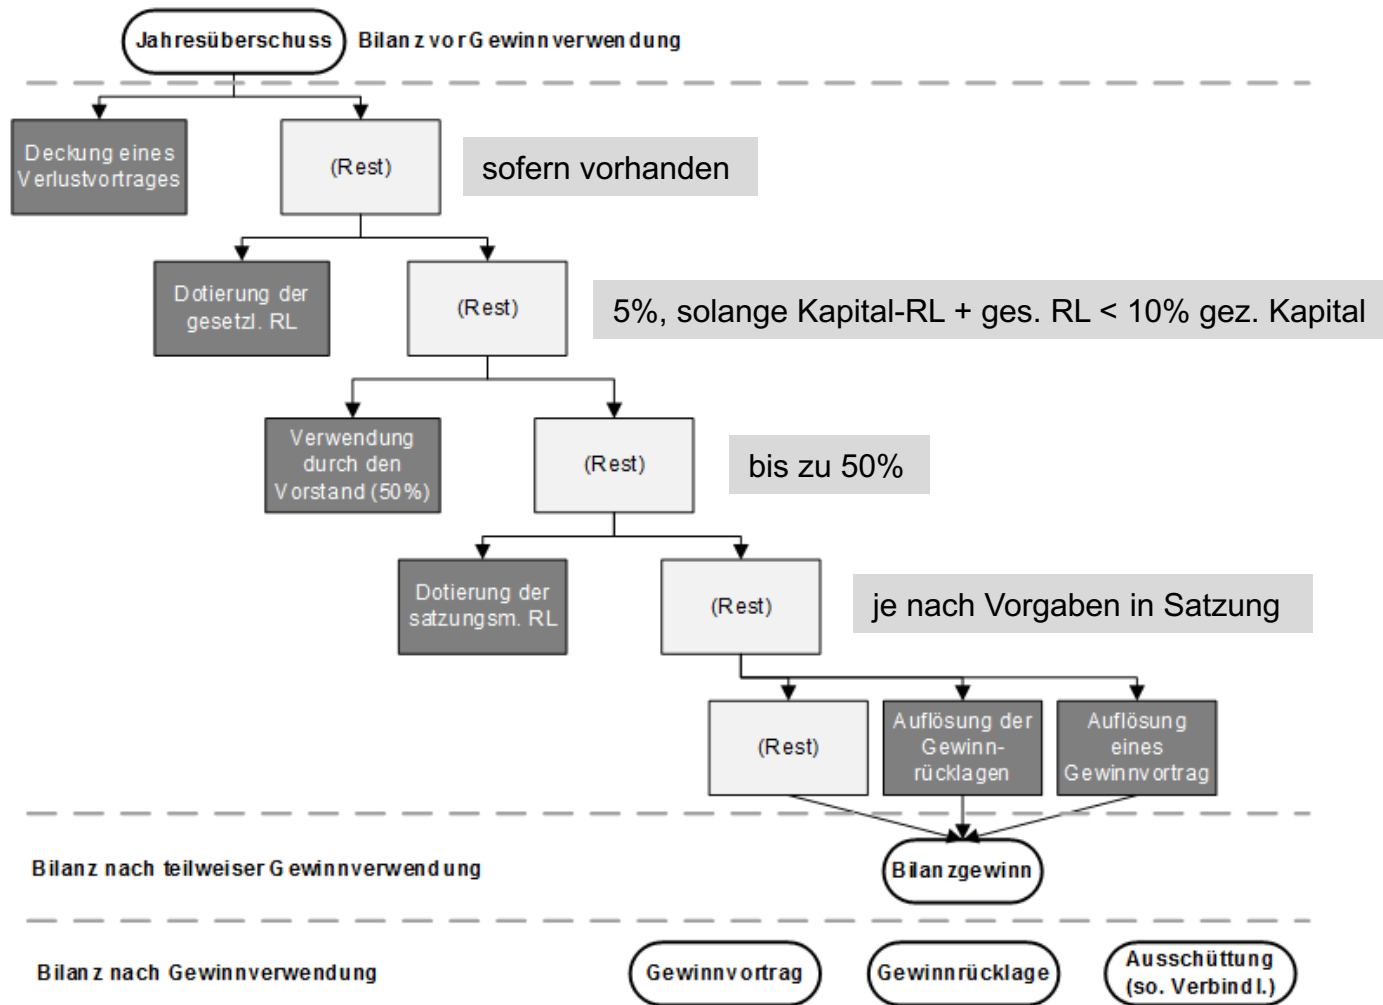 Jahresüberschuss
Bilanz vor Gewinnverwendung
Deckung eines
Verlustvortrages
(Rest)
sofern vorhanden
Dotierung der
gesetzl. RL
(Rest)
5%, solange Kapital-RL + ges. RL < 10% gez. Kapital
Verwendung
durch den
Vorstand (50%)
(Rest)
bis zu 50%
Dotierung der
satzungsm. RL
(Rest)
je nach Vorgaben in Satzung
(Rest)
Auflösung der
Gewinn-
rücklagen
Auflösung
eines
Gewinnvortrag
Bilanz nach teilweiser Gewinnverwendung
Bilanzgewinn
Bilanz nach Gewinnverwendung
Gewinnvortrag
Gewinnrücklage
Ausschüttung
(so. Verbindl.)